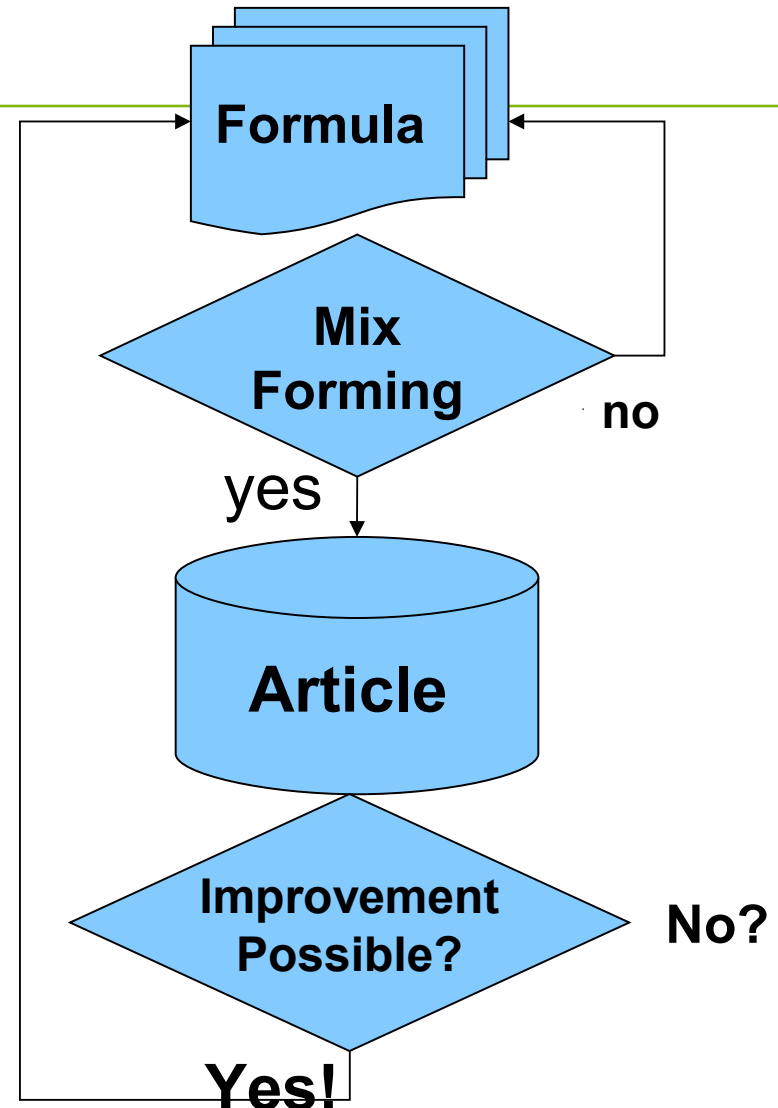 Formula
Mix
Forming
no
yes
Article
Improvement
Possible?
No?
Yes!